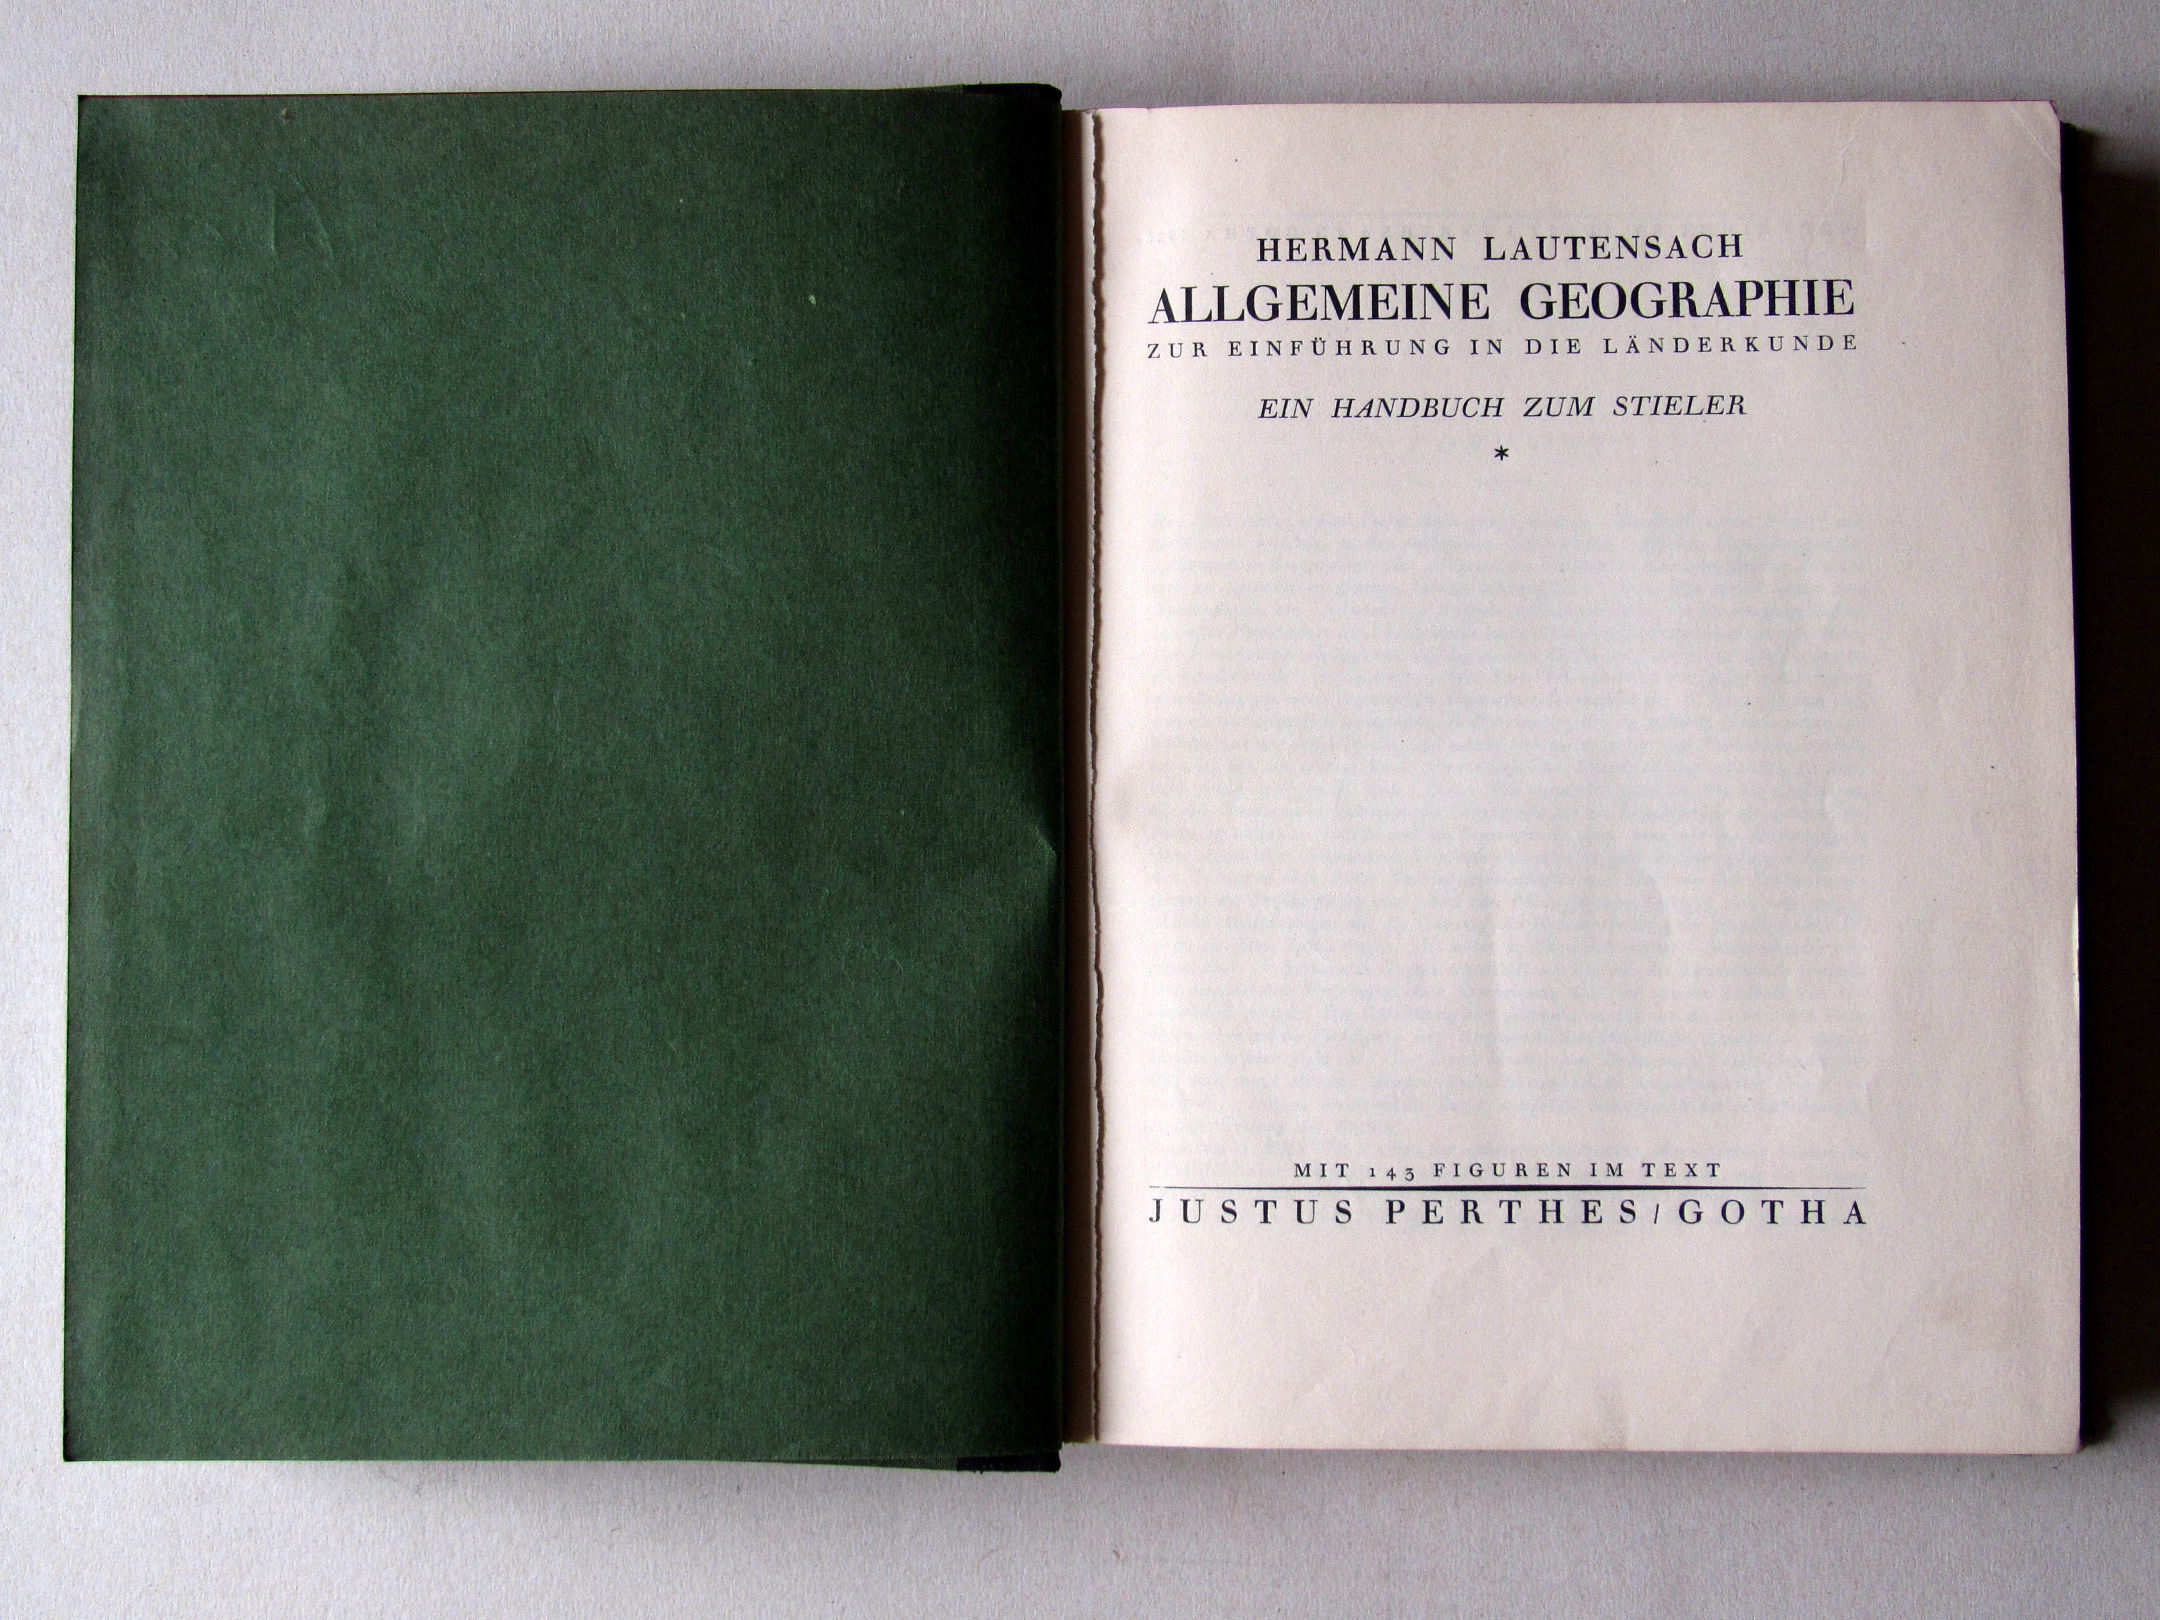 HERMANN LAUTENSACH
ALLGEMEINE GEOGRAPHIE
ZUR EINFÜHRUNG IN DIE LÄNDERKUNDE
EIN HANDBUCH ZUM STIELER
*
MIT 143 FIGUREN IM TEXT
JUSTUS PERTHES/GOTHA